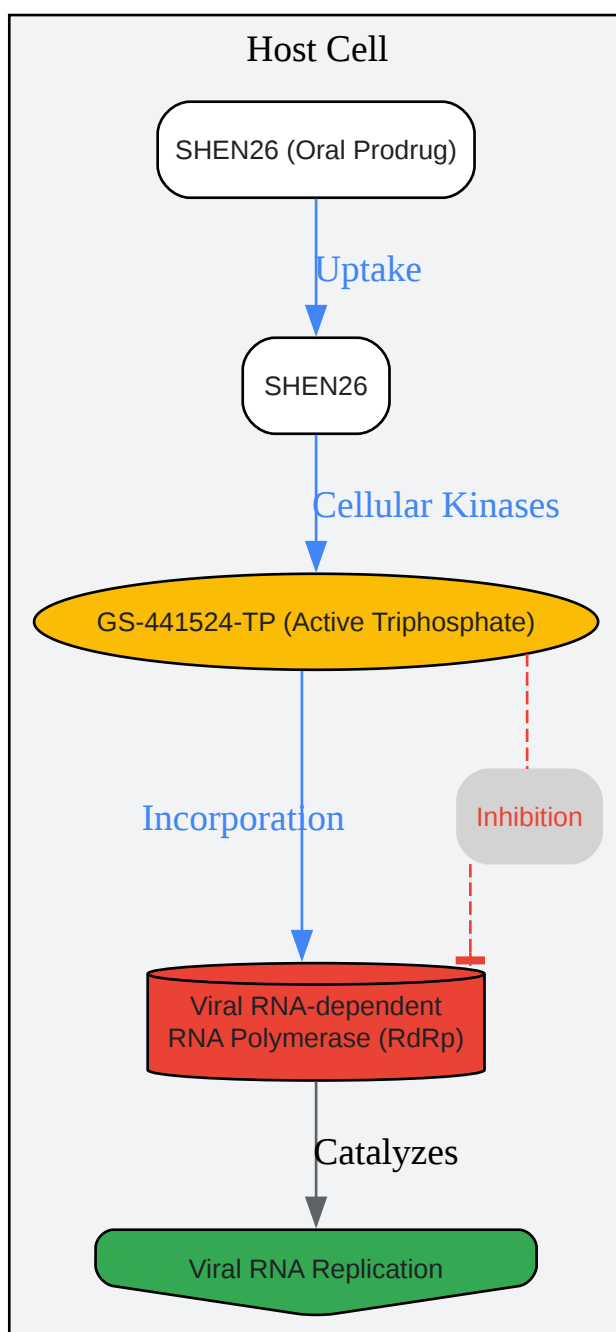 Host Cell
SHEN26 (Oral Prodrug)
Uptake
SHEN26
Cellular Kinases
GS-441524-TP (Active Triphosphate)
Inhibition
Incorporation
Viral RNA-dependent
RNA Polymerase (RdRp)
Catalyzes
Viral RNA Replication